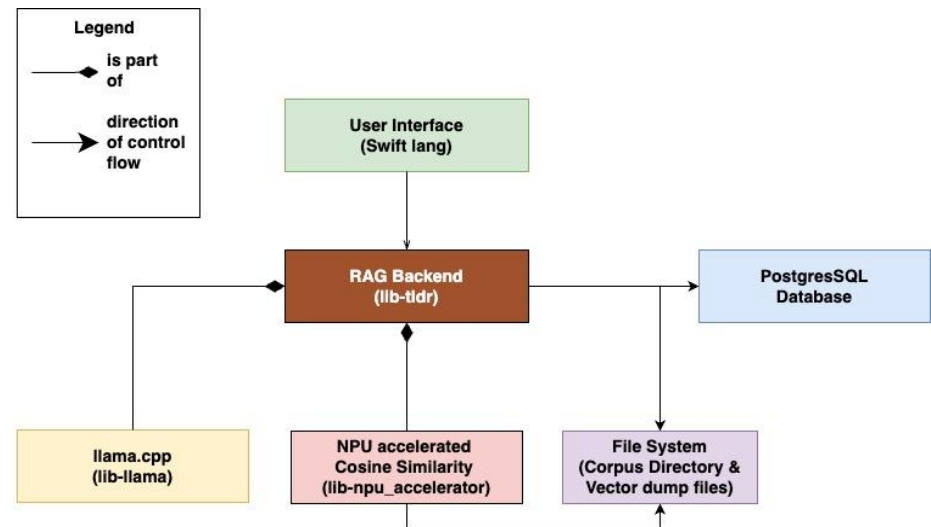 Legend
is part
of
direction
of control
flow
User Interface
(Swift lang)
RAG Backend
(lib-tldr)
PostgresSQL
Database
llama.cpp
(lib-llama)
NPU accelerated
Cosine Similarity
(lib-npu_accelerator)
File System
(Corpus Directory &
Vector dump files)